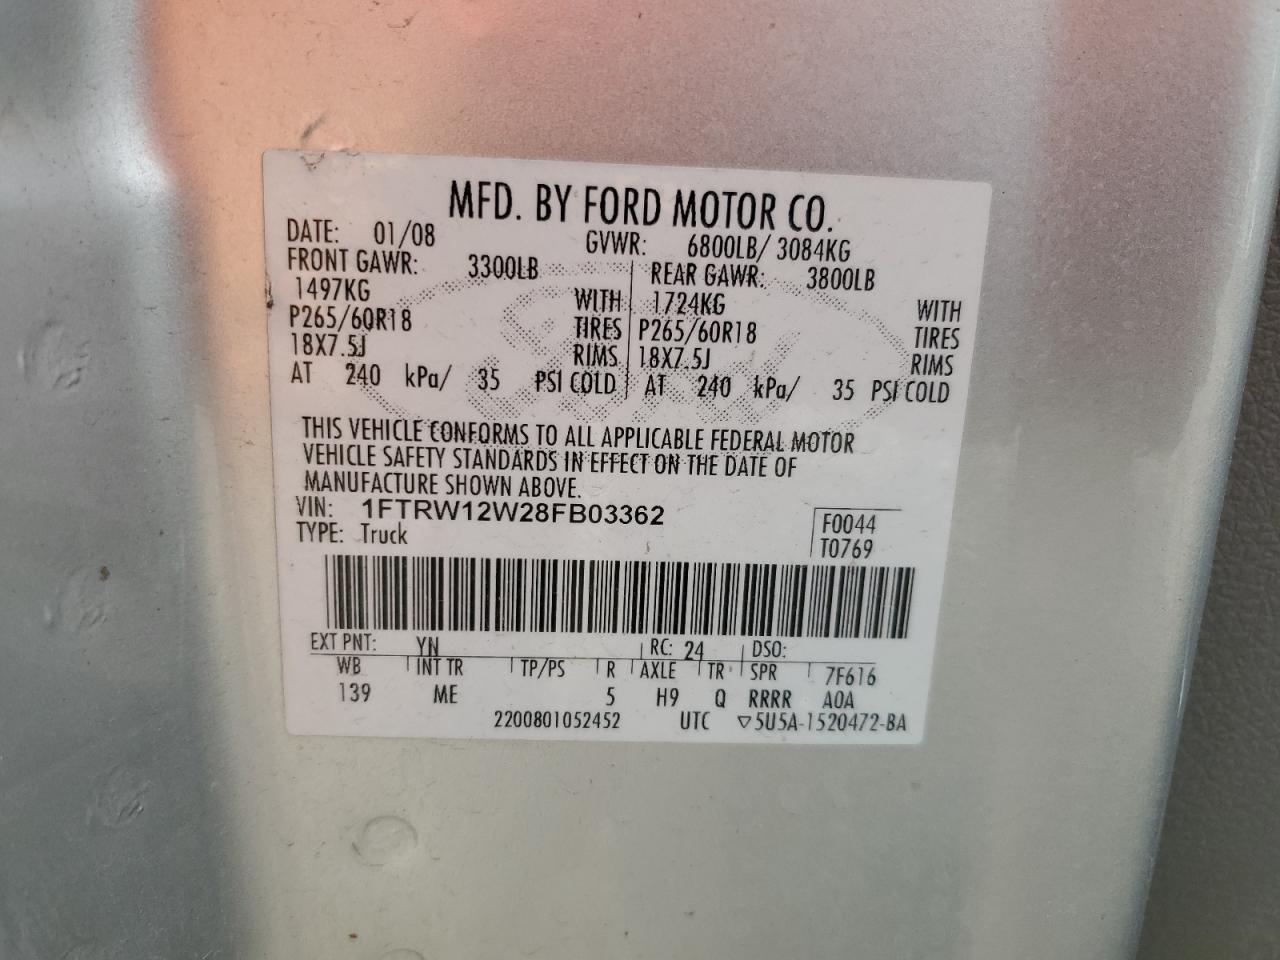 MFD. BY FORD MOTOR CO.
DATE: 01/08 GVWR: 6800LB/ 3084KG
FRONT GAWR: 3300LB REAR GAWR: 3800LB
1497KG WITH 1724KG WITH
P265/60R18 TIRES P265/60R18 TIRES
18X7.5J RIMS 18X7.5J RIMS
AT 240 kPa/ 35 PSI COLD AT 240 kPa/ 35 PSI COLD
THIS VEHICLE CONFORMS TO ALL APPLICABLE FEDERAL MOTOR
VEHICLE SAFETY STANDARDS IN EFFECT ON THE DATE OF
MANUFACTURE SHOWN ABOVE.
VIN: 1FTRW12W28FB03362 F0044
TYPE: Truck T0769
EXT PNT: YN RC: 24 DSO:
WB INT TR TP/PS R AXLE TR SPR 7F616
139 ME 5 H9 Q RRRR A0A
2200801052452 UTC ▽5U5A-1520472-BA